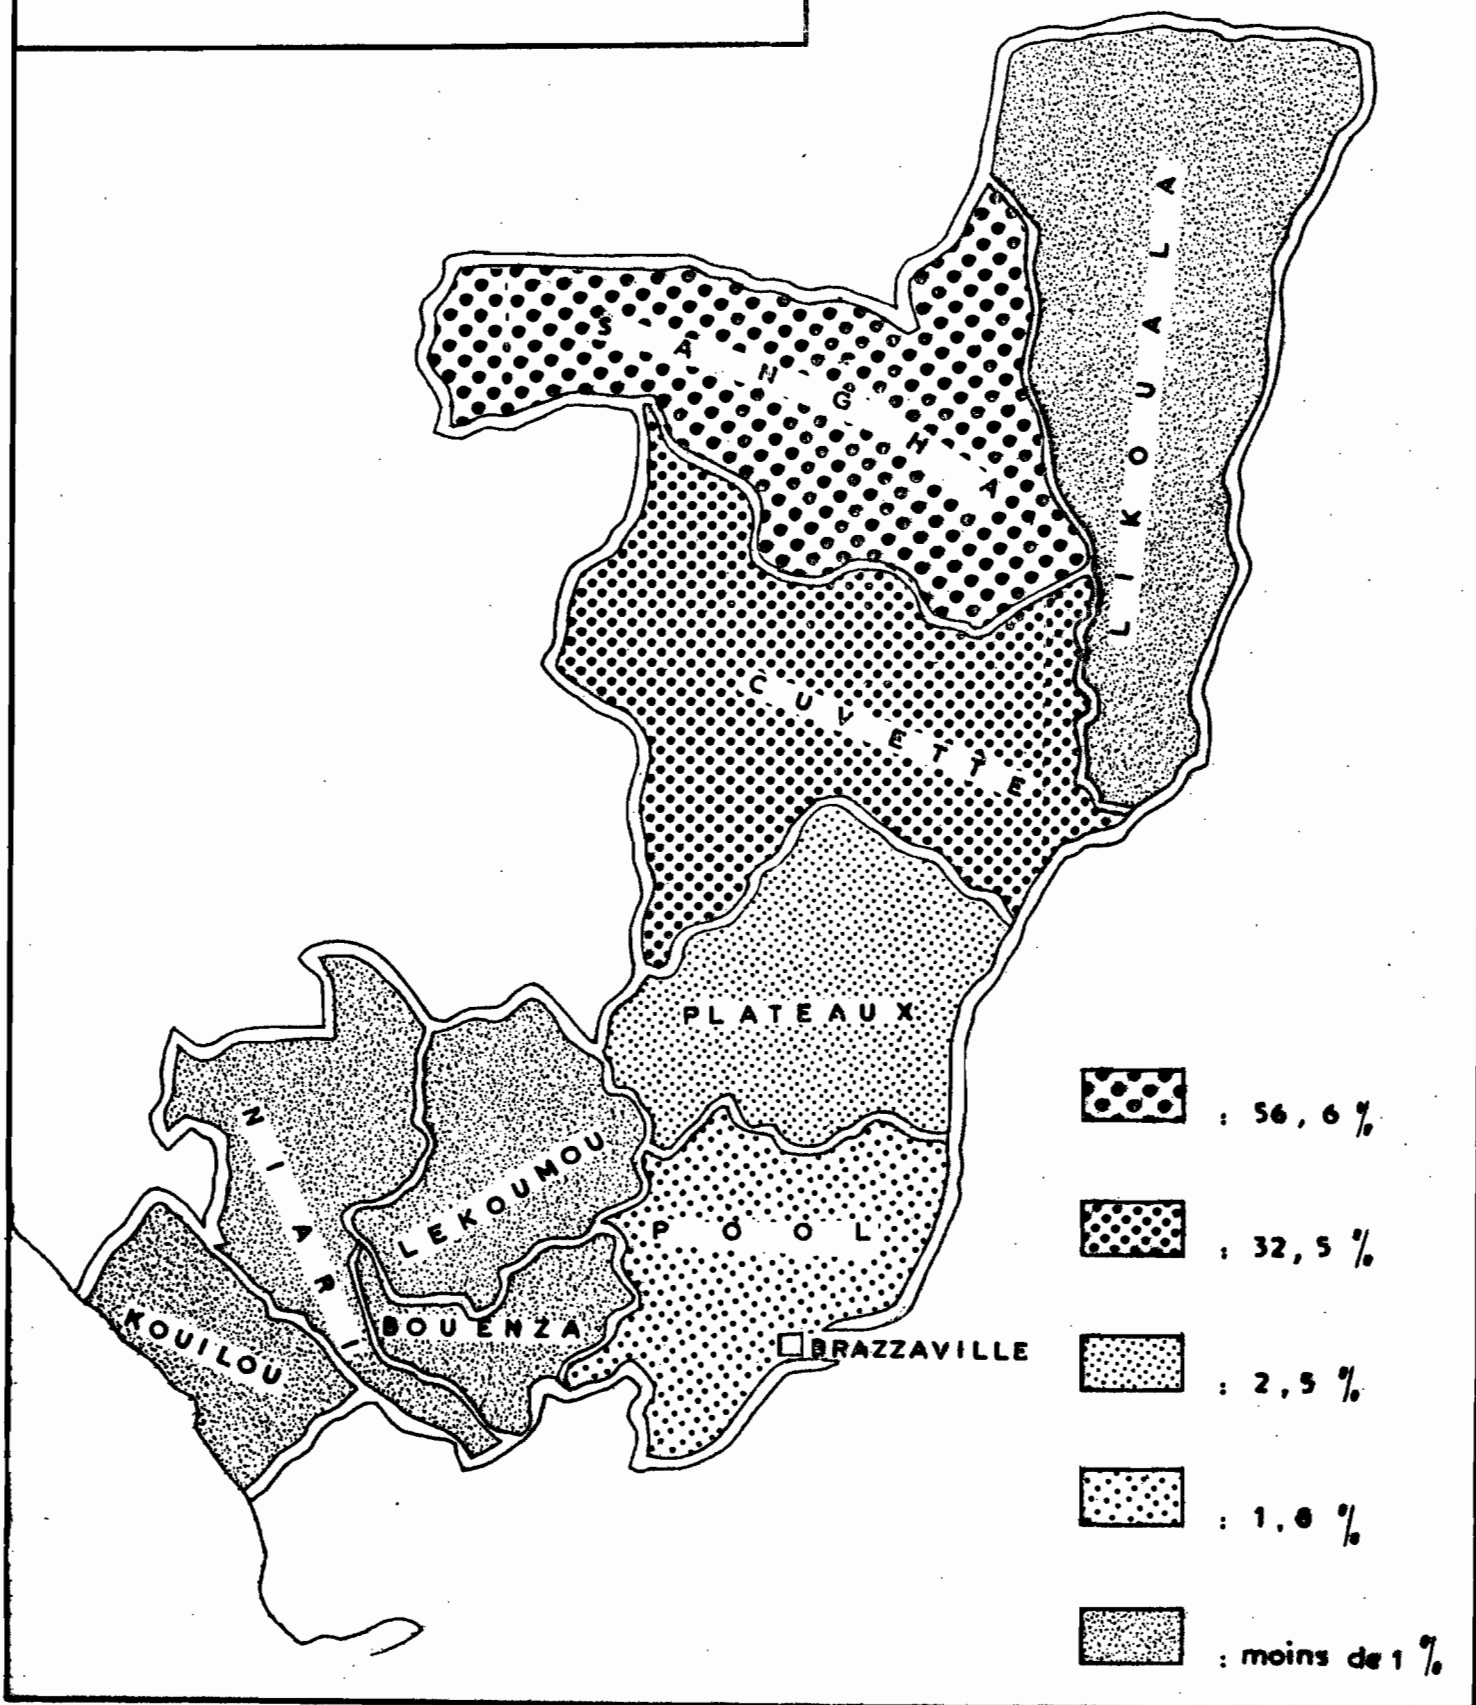 LIKOUALA
SANGHA
CUVETTE
PLATEAUX
NIARI
LEKOUMOU
POOL
BOUENZA
KOUILOU
BRAZZAVILLE
: 56,6 %
: 32,5 %
: 2,5 %
: 1,6 %
: moins de 1 %